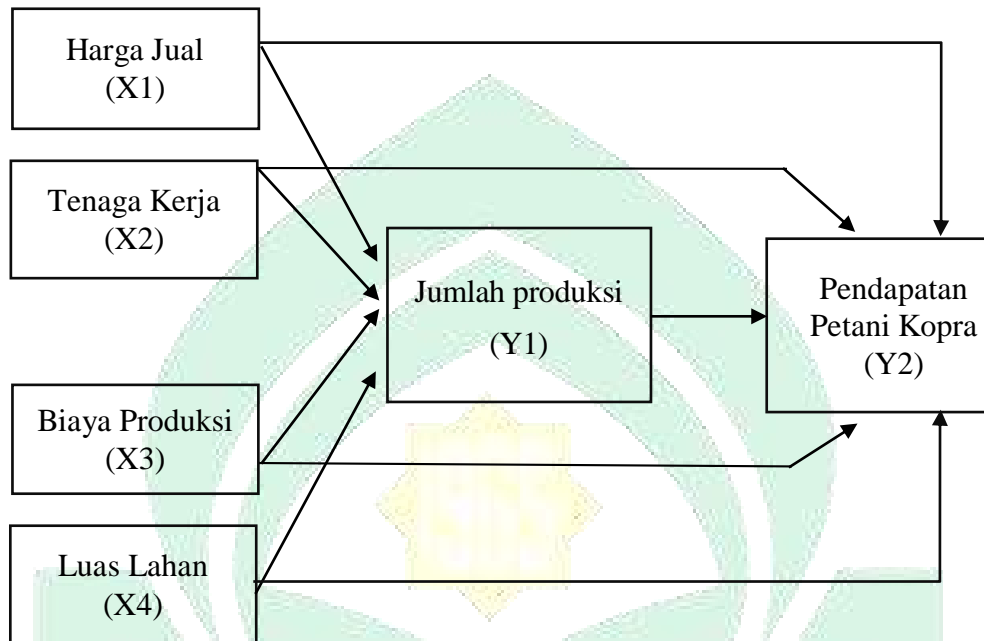 Harga Jual
(X1)
Tenaga Kerja
(X2)
Jumlah produksi
(Y1)
Pendapatan
Petani Kopra
(Y2)
Biaya Produksi
(X3)
Luas Lahan
(X4)